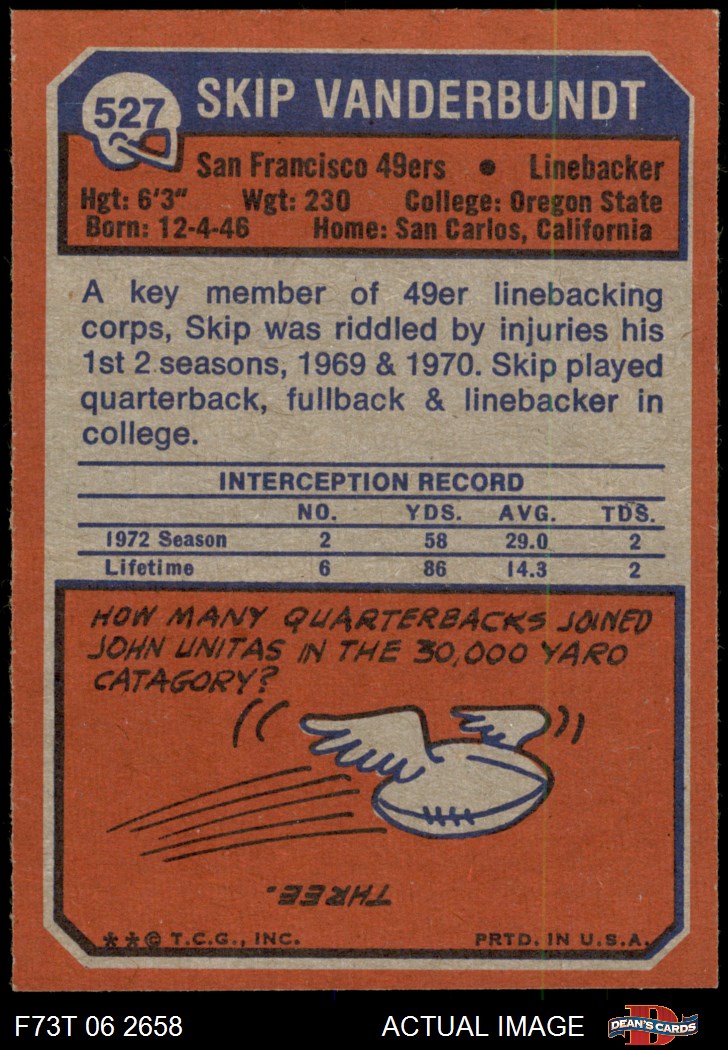 527
SKIP VANDERBUNDT
San Francisco 49ers • Linebacker
Hgt: 6'3" Wgt: 230 College: Oregon State
Born: 12-4-46 Home: San Carlos, California
A key member of 49er linebacking
corps, Skip was riddled by injuries his
1st 2 seasons, 1969 & 1970. Skip played
quarterback, fullback & linebacker in
college.
INTERCEPTION RECORD
NO. YDS. AVG. TDS.
1972 Season 2 58 29.0 2
Lifetime 6 86 14.3 2
HOW MANY QUARTERBACKS JOINED
JOHN UNITAS IN THE 30,000 YARD
CATAGORY?
THREE.
**© T.C.G., INC. PRTD. IN U.S.A.
F73T 06 2658 ACTUAL IMAGE D DEAN'S CARDS